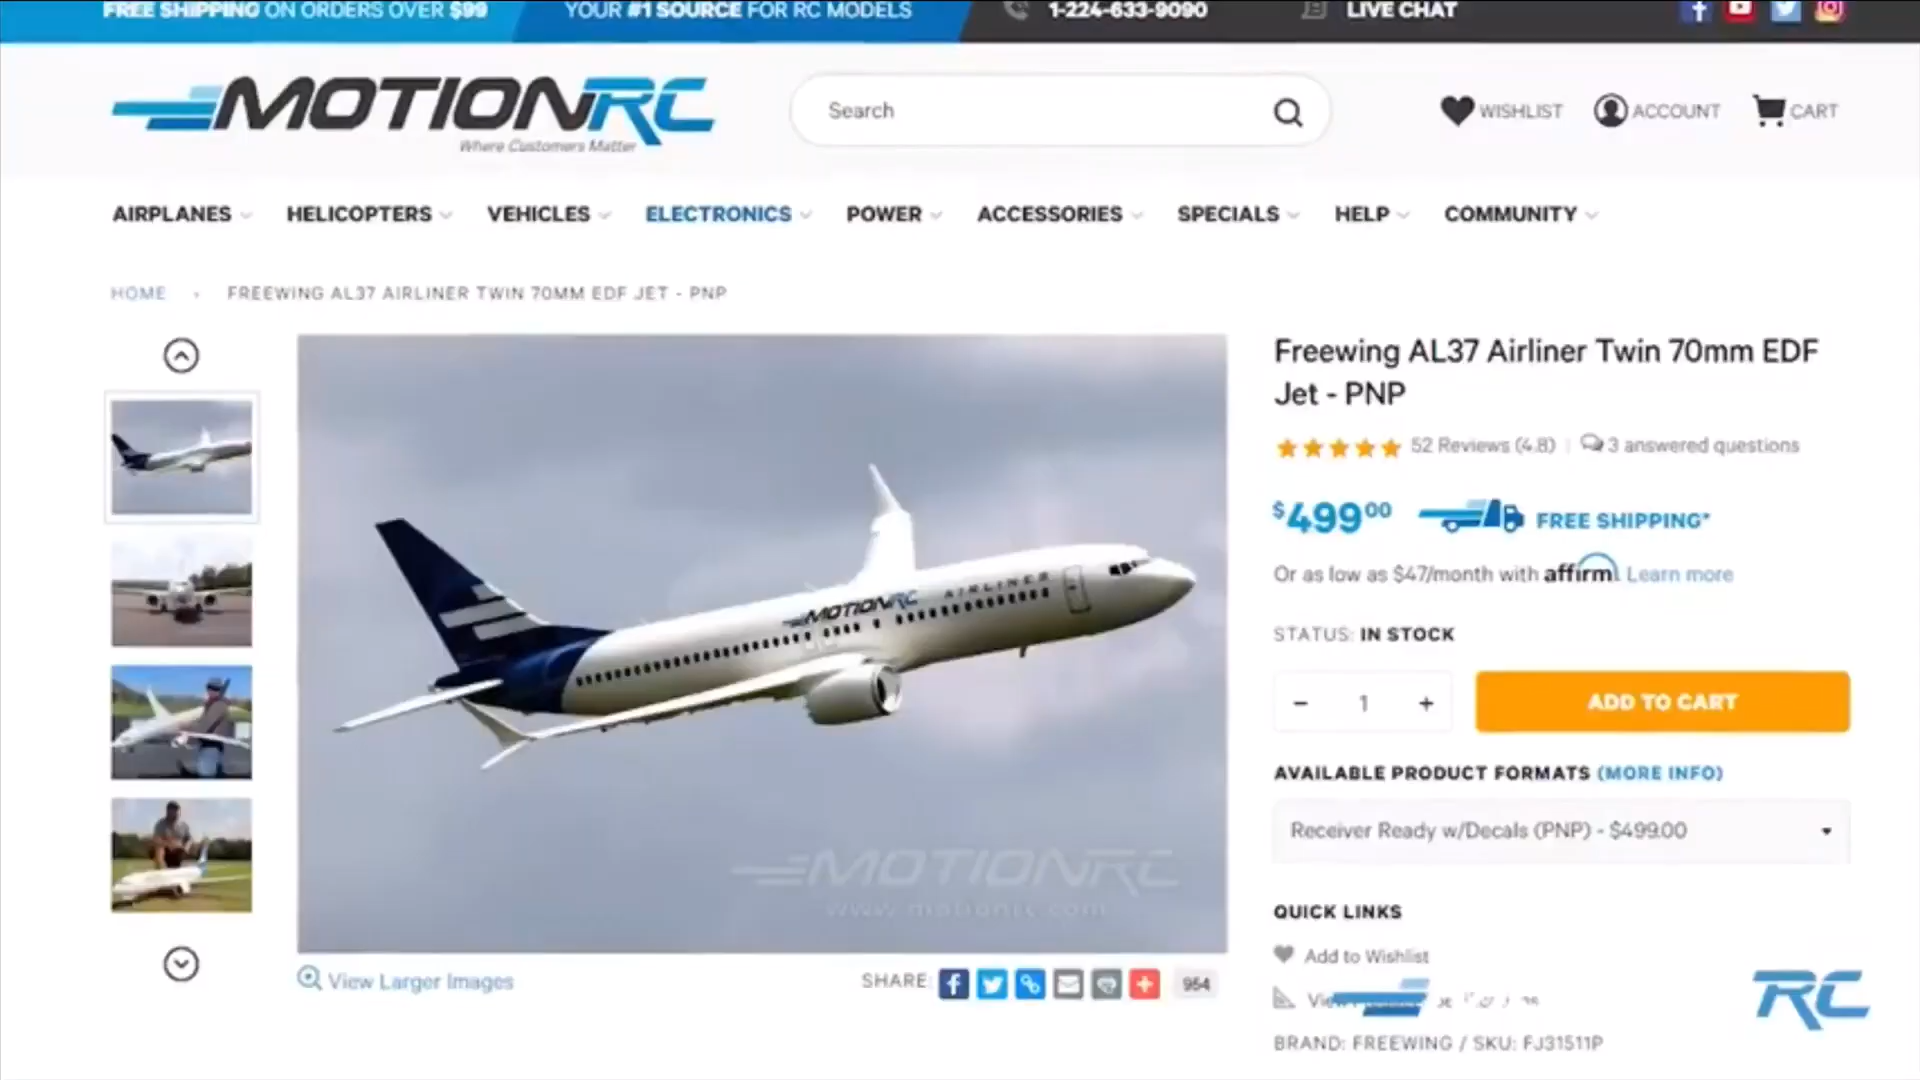 FREE SHIPPING ON ORDERS OVER $99
YOUR #1 SOURCE FOR RC MODELS
1-224-633-9090
LIVE CHAT
MOTIONRC
Where Customers Matter
Search
WISHLIST
ACCOUNT
CART
AIRPLANES
HELICOPTERS
VEHICLES
ELECTRONICS
POWER
ACCESSORIES
SPECIALS
HELP
COMMUNITY
HOME
FREEWING AL37 AIRLINER TWIN 70MM EDF JET - PNP
MOTIONRC AIRLINES
MOTIONRC
www.motionrc.com
View Larger Images
SHARE:
954
Freewing AL37 Airliner Twin 70mm EDF
Jet - PNP
52 Reviews (4.8)
3 answered questions
$499.00
FREE SHIPPING*
Or as low as $47/month with affirm. Learn more
STATUS: IN STOCK
- 1 +
ADD TO CART
AVAILABLE PRODUCT FORMATS (MORE INFO)
Receiver Ready w/Decals (PNP) - $499.00
QUICK LINKS
Add to Wishlist
BRAND: FREEWING / SKU: FJ31511P
RC